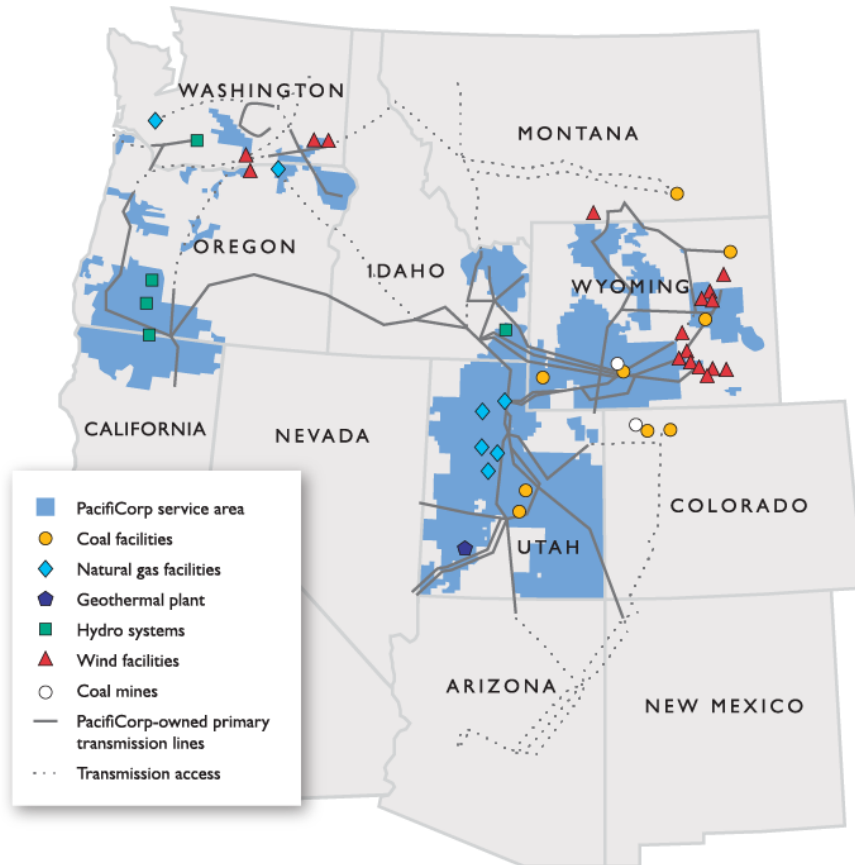 WASHINGTON
MONTANA
OREGON
IDAHO
WYOMING
CALIFORNIA
NEVADA
UTAH
COLORADO
ARIZONA
NEW MEXICO
PacifiCorp service area
Coal facilities
Natural gas facilities
Geothermal plant
Hydro systems
Wind facilities
Coal mines
PacifiCorp-owned primary
transmission lines
Transmission access